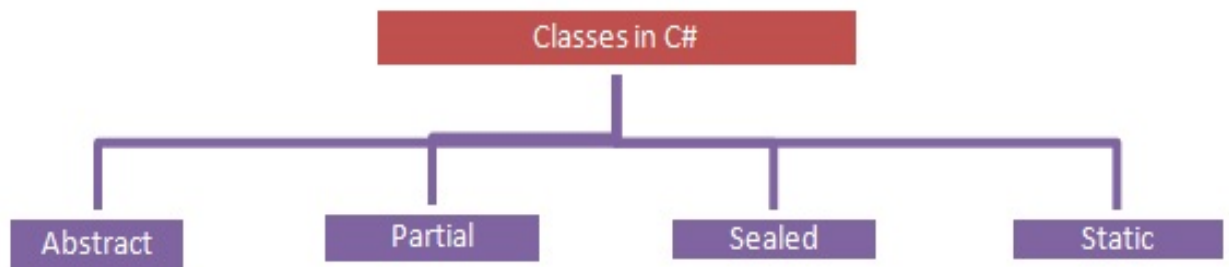 Classes in C#
Abstract
Partial
Sealed
Static